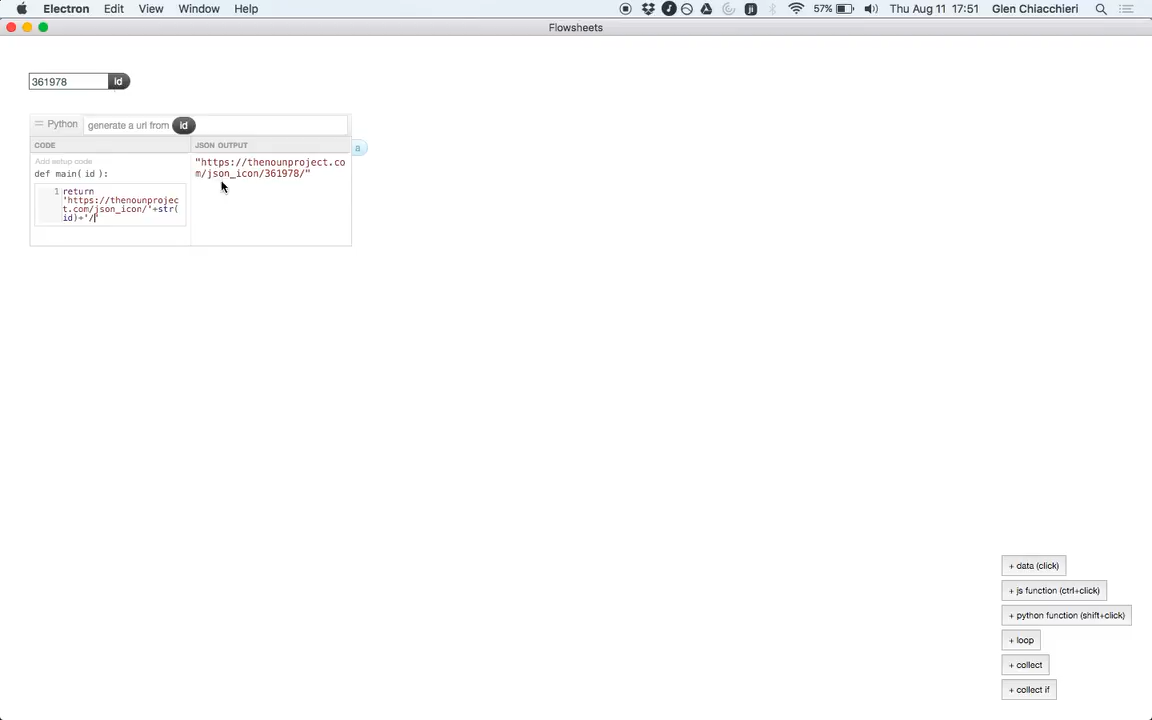 Electron File Edit View Window Help 57% Thu Aug 11 17:51 Glen Chiacchieri
Flowsheets
361978 id
Python generate a url from id
CODE JSON OUTPUT
a
Add setup code
def main( id ):
1 return
'https://thenounprojec
t.com/json_icon/'+str(
id)+'/'
"https://thenounproject.co
m/json_icon/361978/"
+ data (click)
+ js function (ctrl+click)
+ python function (shift+click)
+ loop
+ collect
+ collect if